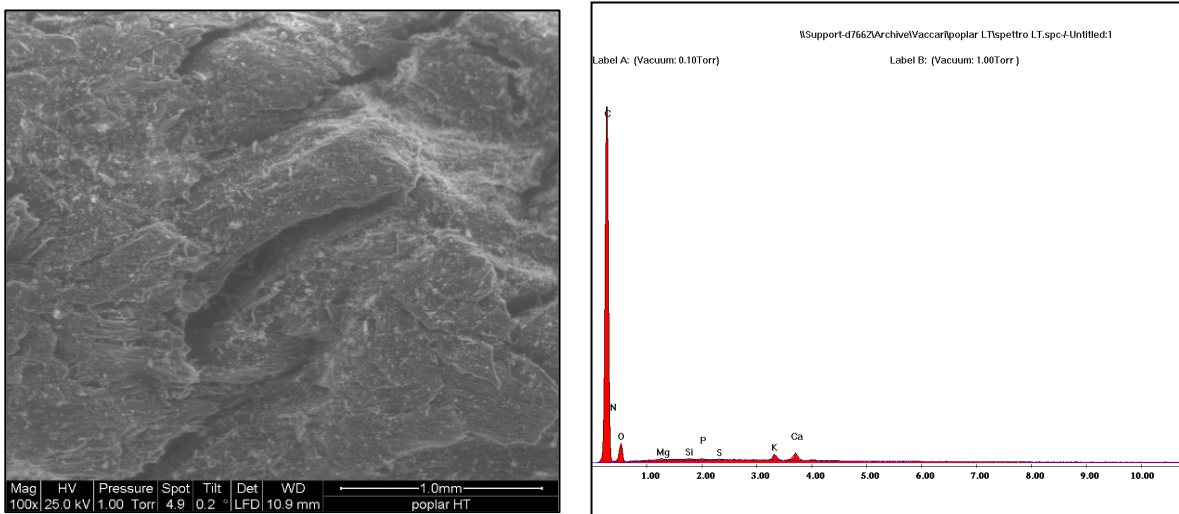 Mag HV Pressure Spot Tilt Det WD 1.0mm
100x 25.0 kV 1.00 Torr 4.9 0.2 ° LFD 10.9 mm poplar HT
\\Support-d7662\Archive\Vaccari\poplar LT\spettro LT.spc-/-Untitled:1
Label A: (Vacuum: 0.10Torr) Label B: (Vacuum: 1.00Torr )
C
N
O
Mg
Si
P
S
K
Ca
1.00 2.00 3.00 4.00 5.00 6.00 7.00 8.00 9.00 10.00